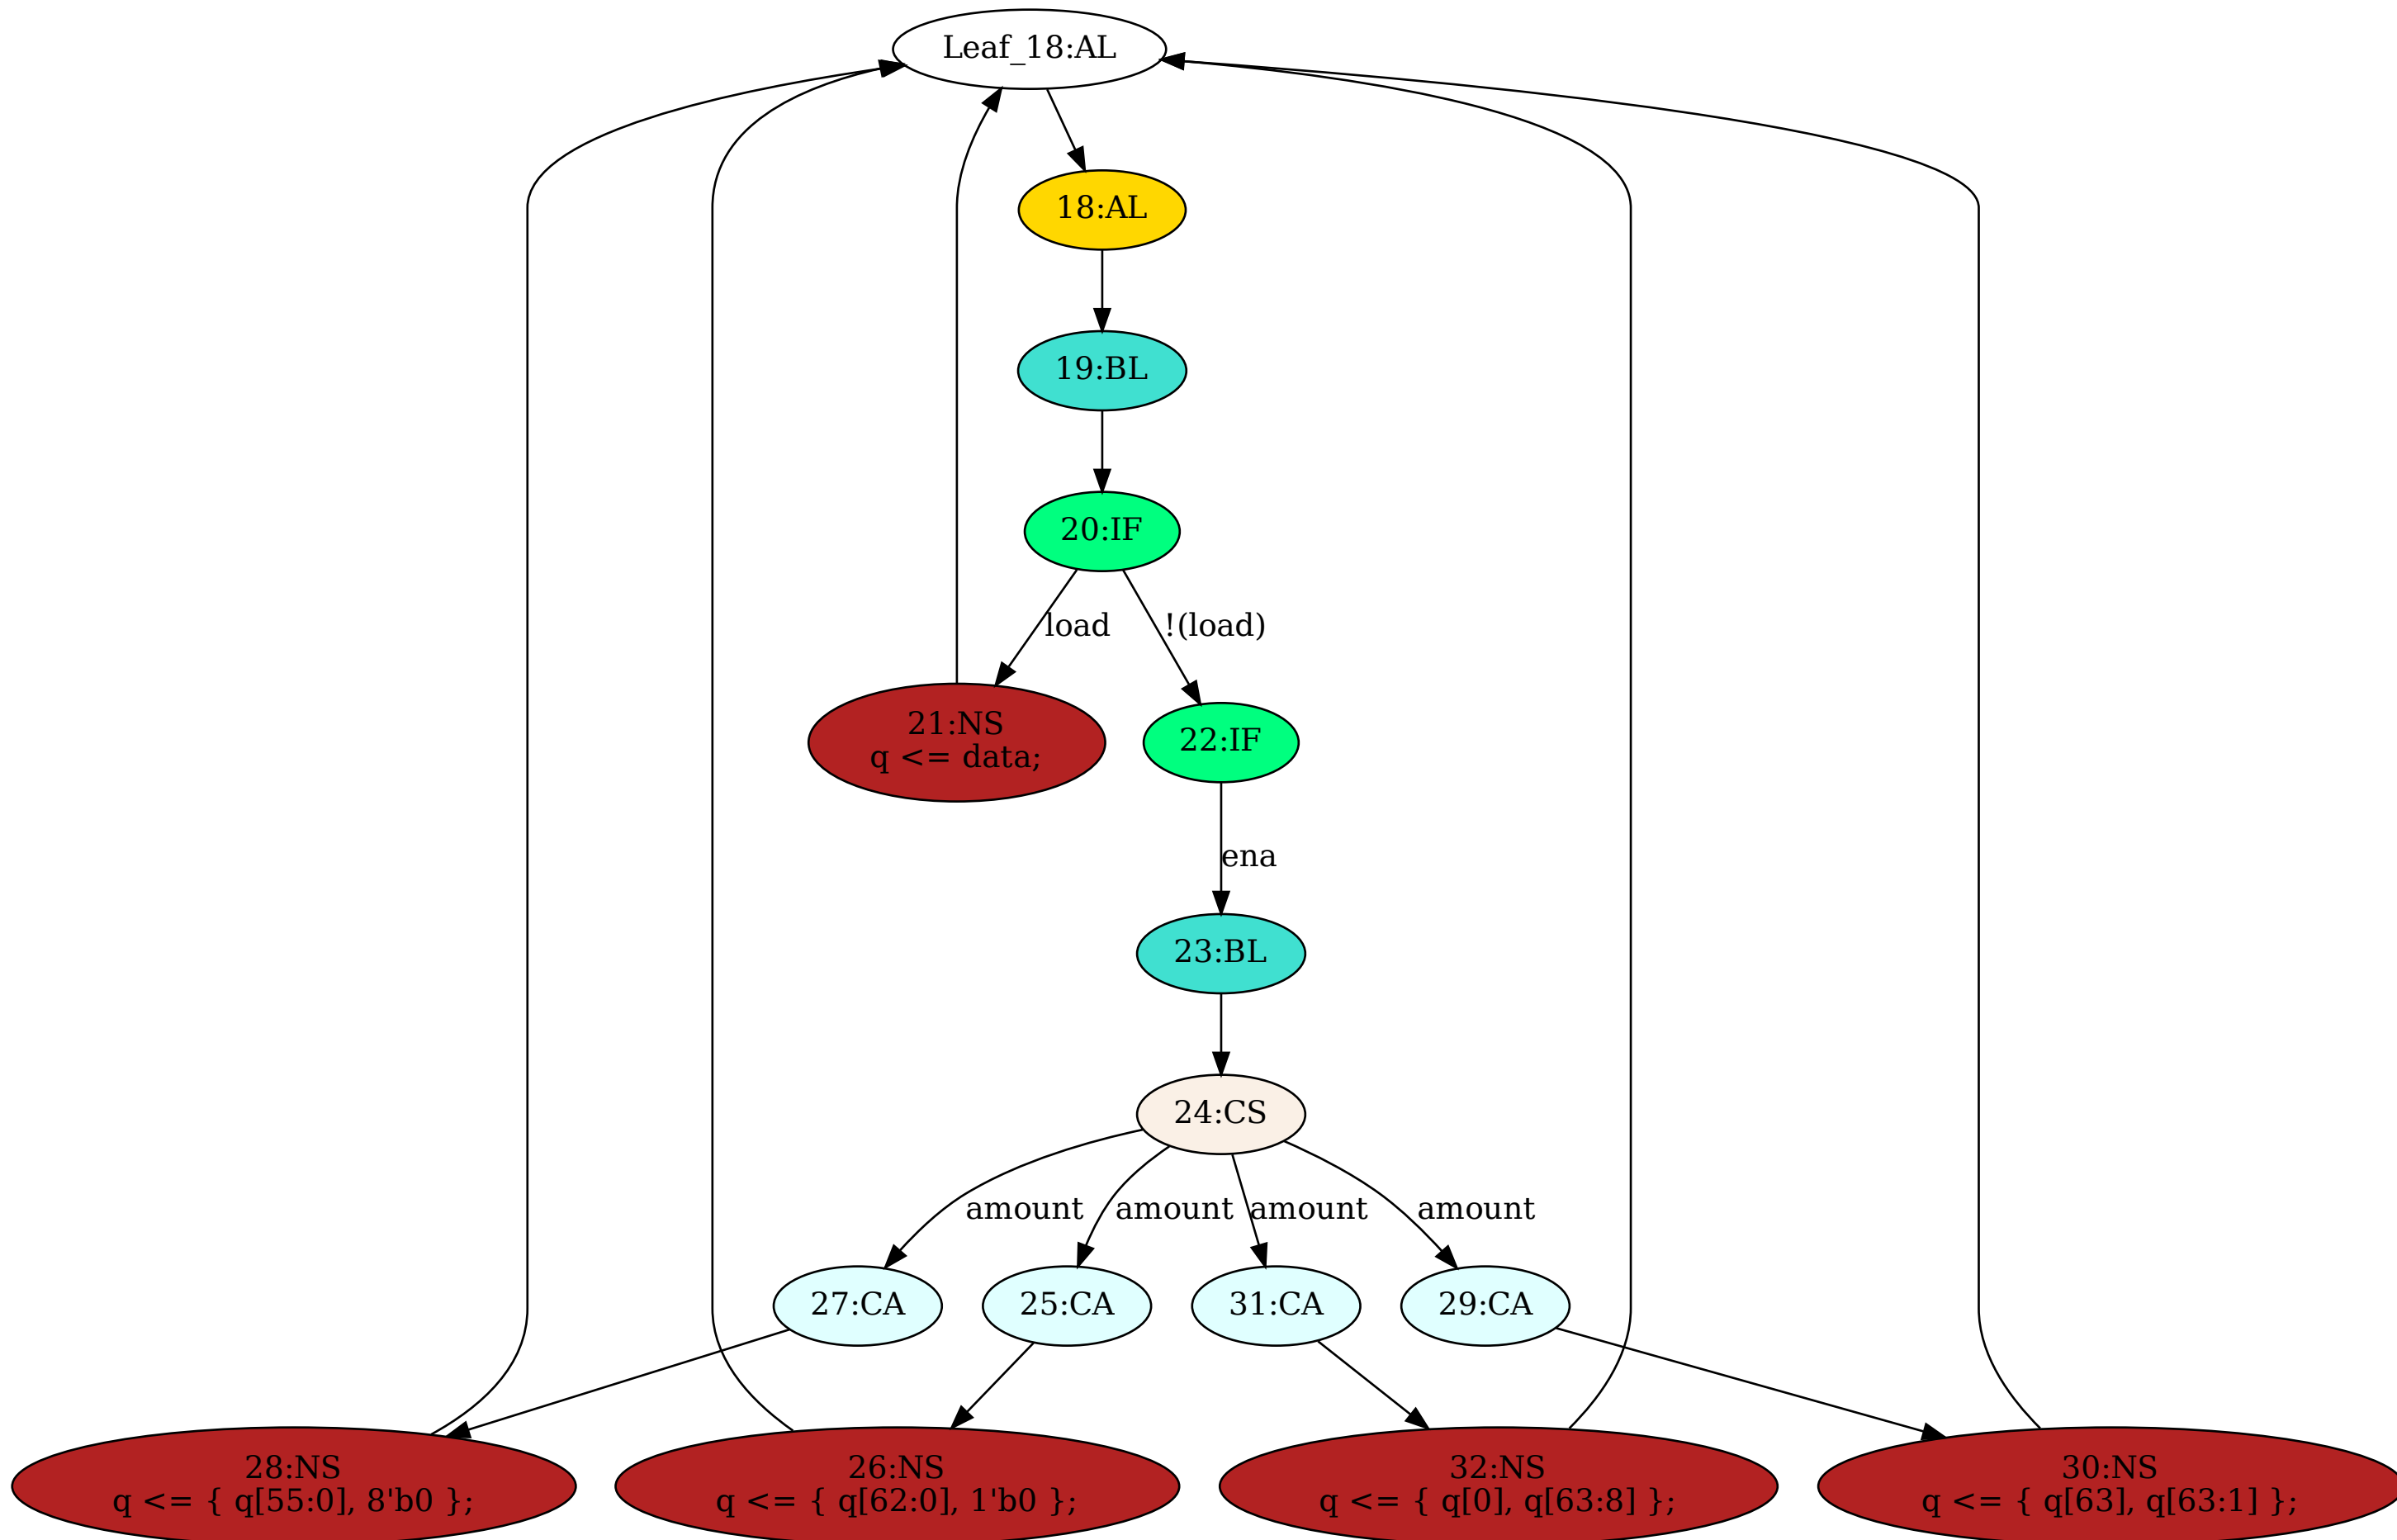 Leaf_18:AL
18:AL
19:BL
20:IF
load
!(load)
21:NS
q <= data;
22:IF
ena
23:BL
24:CS
amount
amount
amount
amount
27:CA
25:CA
31:CA
29:CA
28:NS
q <= { q[55:0], 8'b0 };
26:NS
q <= { q[62:0], 1'b0 };
32:NS
q <= { q[0], q[63:8] };
30:NS
q <= { q[63], q[63:1] };